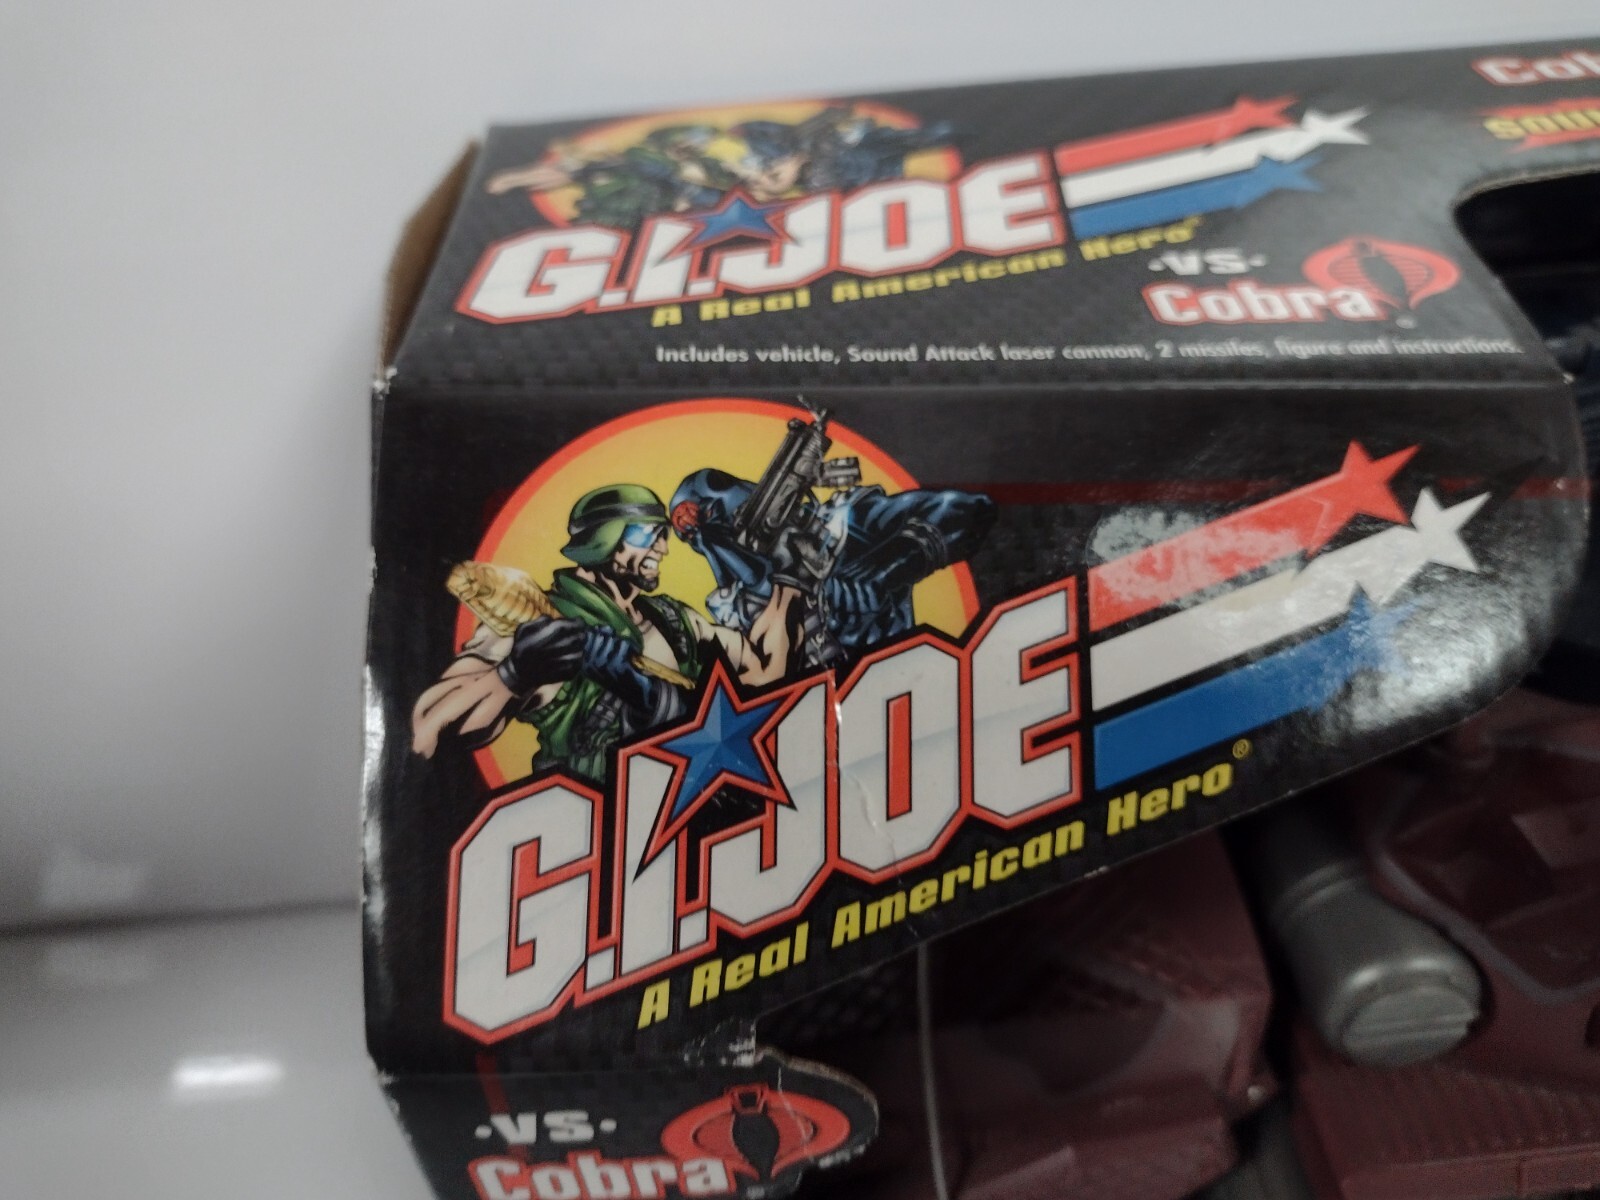 G.I.JOE
A Real American Hero
·VS·
Cobra
Includes vehicle, Sound Attack laser cannon, 2 missiles, figure and instructions.
G.I.JOE
A Real American Hero®
·VS·
Cobra